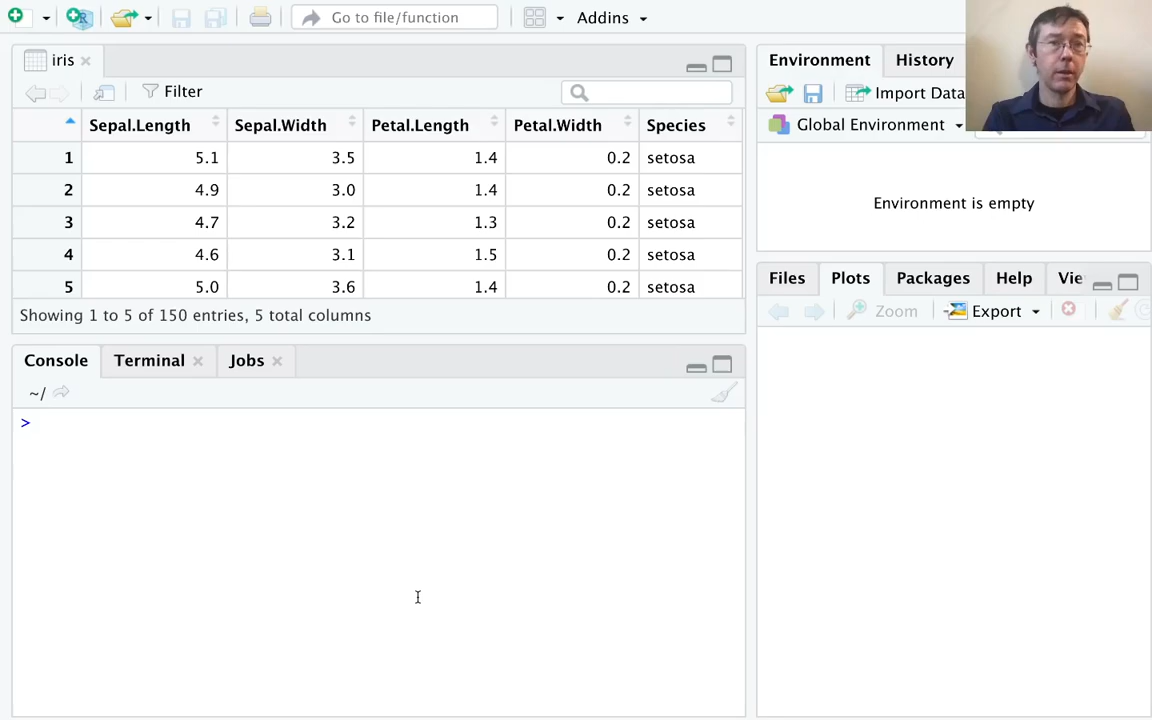 Go to file/function
Addins
iris
Filter
Sepal.Length Sepal.Width Petal.Length Petal.Width Species
1 5.1 3.5 1.4 0.2 setosa
2 4.9 3.0 1.4 0.2 setosa
3 4.7 3.2 1.3 0.2 setosa
4 4.6 3.1 1.5 0.2 setosa
5 5.0 3.6 1.4 0.2 setosa
Showing 1 to 5 of 150 entries, 5 total columns
Console Terminal Jobs
~/
>
Environment History
Import Data
Global Environment
Environment is empty
Files Plots Packages Help Vie
Zoom Export